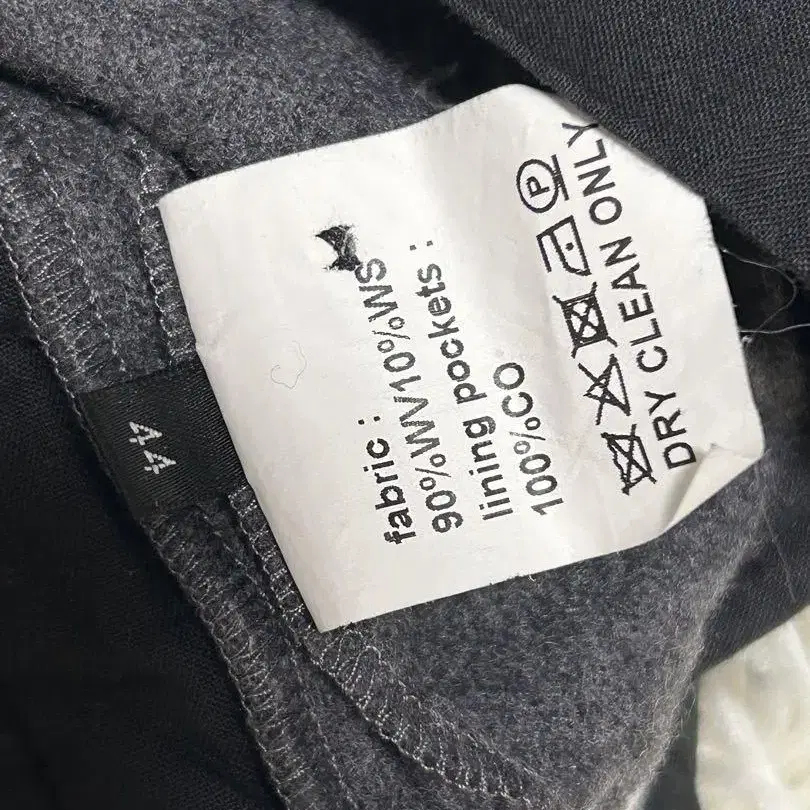 44
fabric :
90%WV10%WS
lining pockets :
100%CO
P
DRY CLEAN ONLY